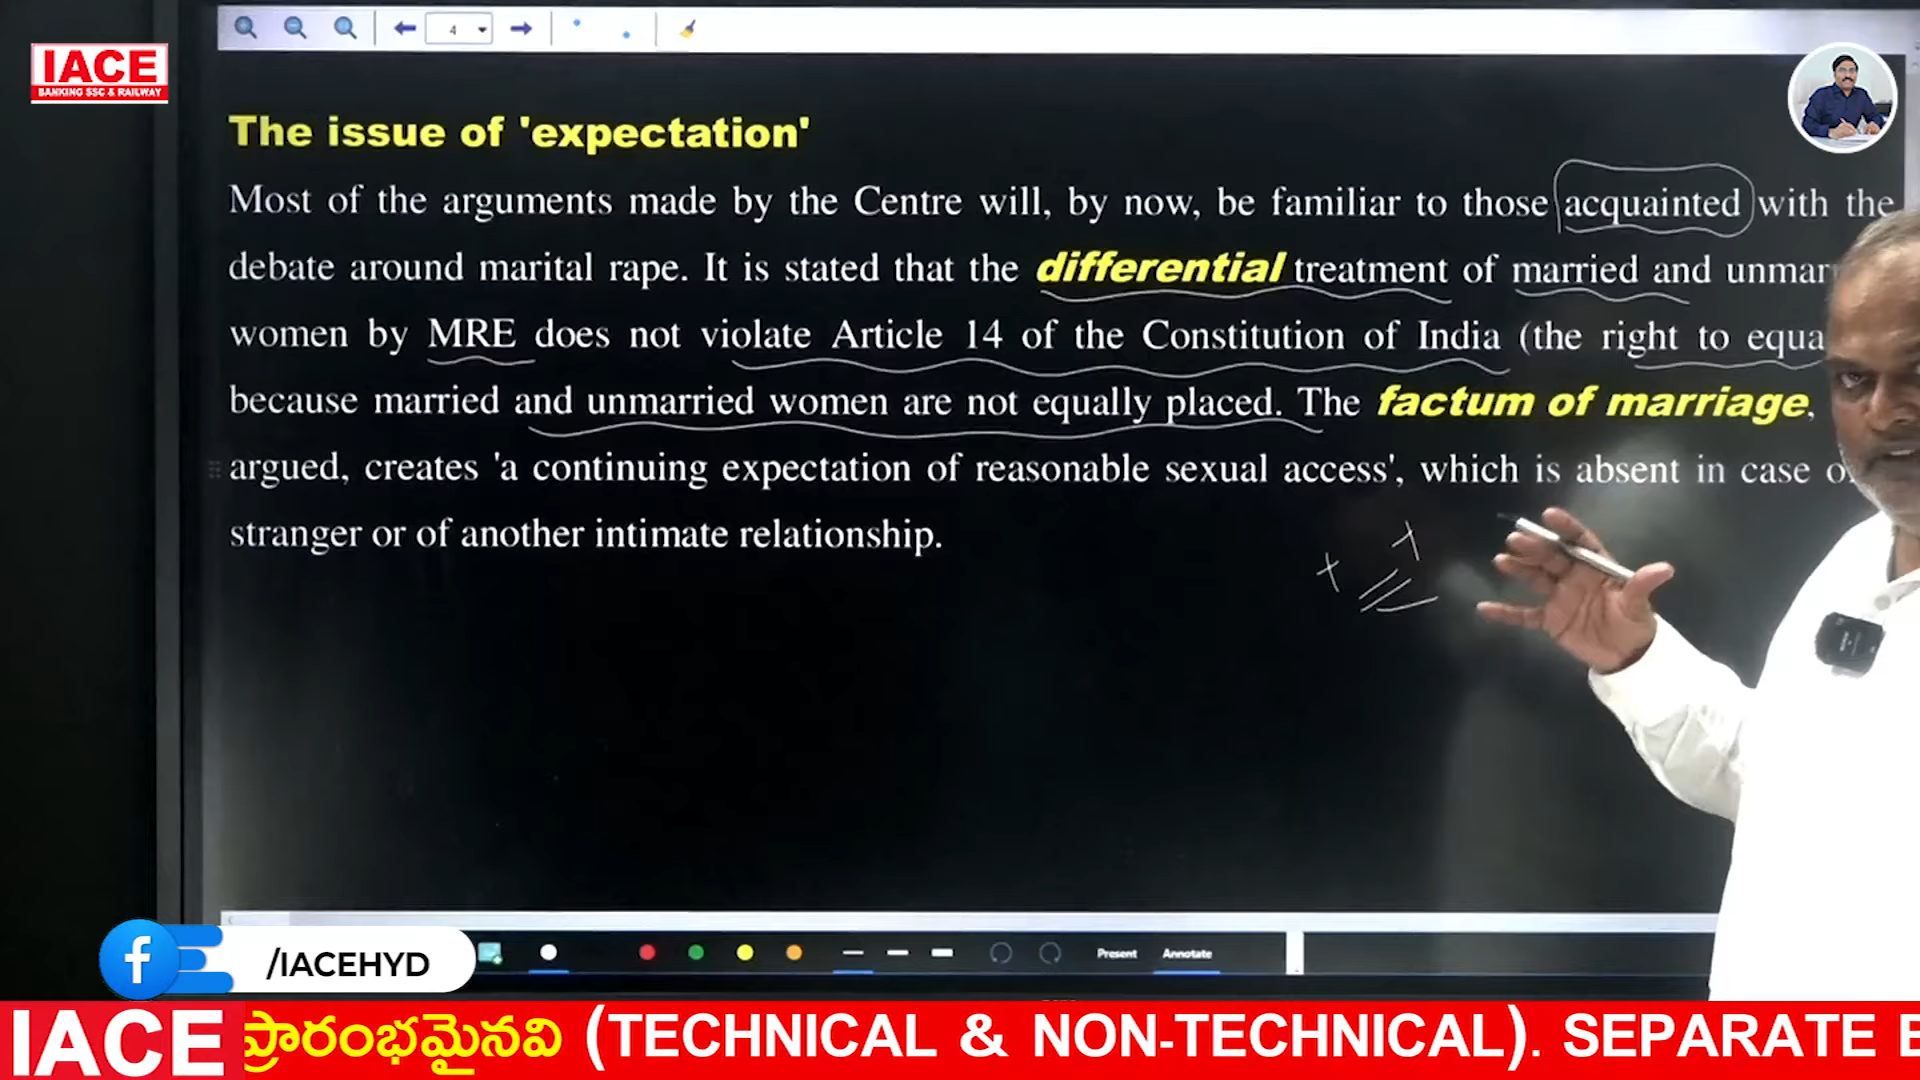 4
IACE
BANKING SSC & RAILWAY
The issue of 'expectation'
Most of the arguments made by the Centre will, by now, be familiar to those acquainted with the
debate around marital rape. It is stated that the differential treatment of married and
women by MRE does not violate Article 14 of the Constitution of India (the right to
because married and unmarried women are not equally placed. The factum of marriage,
argued, creates 'a continuing expectation of reasonable sexual access', which is absent in case
stranger or of another intimate relationship.
Present Annotate
/IACEHYD
IACE ప్రారంభమైనవి (TECHNICAL & NON-TECHNICAL). SEPARATE